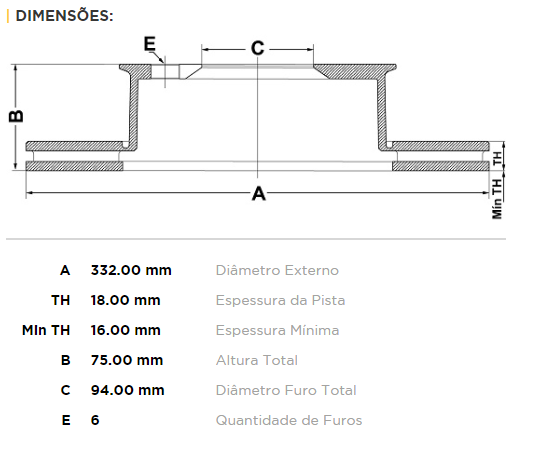 DIMENSÕES:
E
C
B
TH
Mín TH
A
A 332.00 mm Diâmetro Externo
TH 18.00 mm Espessura da Pista
MIn TH 16.00 mm Espessura Mínima
B 75.00 mm Altura Total
C 94.00 mm Diâmetro Furo Total
E 6 Quantidade de Furos